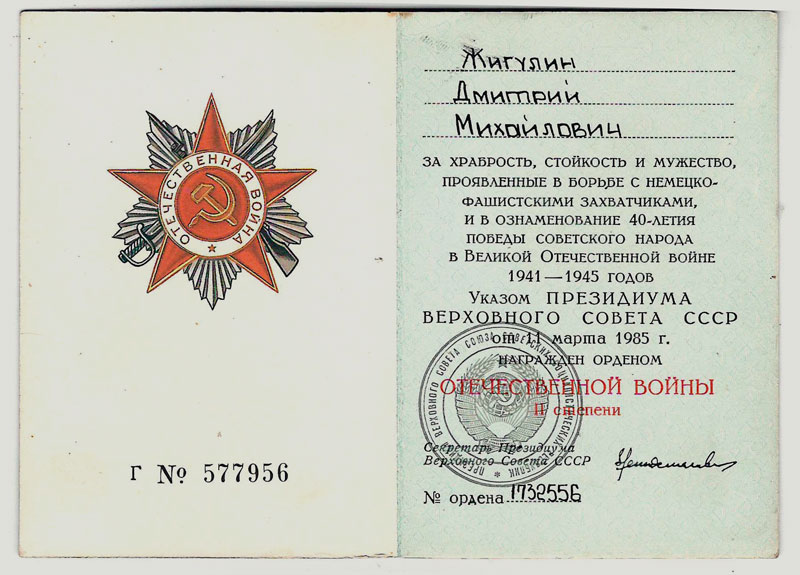 ОТЕЧЕСТВЕННАЯ ВОЙНА
Г № 577956
Жигулин
Дмитрий
Михайлович
ЗА ХРАБРОСТЬ, СТОЙКОСТЬ И МУЖЕСТВО,
ПРОЯВЛЕННЫЕ В БОРЬБЕ С НЕМЕЦКО-
ФАШИСТСКИМИ ЗАХВАТЧИКАМИ,
И В ОЗНАМЕНОВАНИЕ 40-ЛЕТИЯ
ПОБЕДЫ СОВЕТСКОГО НАРОДА
В ВЕЛИКОЙ ОТЕЧЕСТВЕННОЙ ВОЙНЕ
1941—1945 ГОДОВ
УКАЗОМ ПРЕЗИДИУМА
ВЕРХОВНОГО СОВЕТА СССР
от 11 марта 1985 г.
НАГРАЖДЕН ОРДЕНОМ
ОТЕЧЕСТВЕННОЙ ВОЙНЫ
II степени
Секретарь Президиума
Верховного Совета СССР
№ ордена 1732556